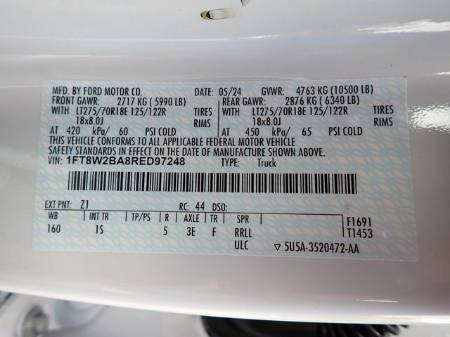 MFD. BY FORD MOTOR CO. 05/24 GVWR: 4763 KG (10500 LB)
FRONT GAWR: 2717 KG (5990 LB) REAR GAWR: 2876 KG (6340 LB)
WITH LT275/70R18E 125/122R TIRES WITH LT275/70R18E 125/122R TIRES
18x8.0J RIMS 18x8.0J RIMS
AT 420 kPa/ 60 PSI COLD AT 450 kPa/ 65 PSI COLD
THIS VEHICLE CONFORMS TO ALL APPLICABLE FEDERAL MOTOR VEHICLE
SAFETY STANDARDS IN EFFECT ON THE DATE OF MANUFACTURE SHOWN ABOVE.
VIN: 1FT8W2BA8RED97248 TYPE: Truck
EXT PNT: Z1 RC: 44 DSO:
WB INT TR TP/PS R AXLE TR SPR F1691
160 1S 5 3E F RRLL T1453
ULC ▽ 5U5A-3520472-AA